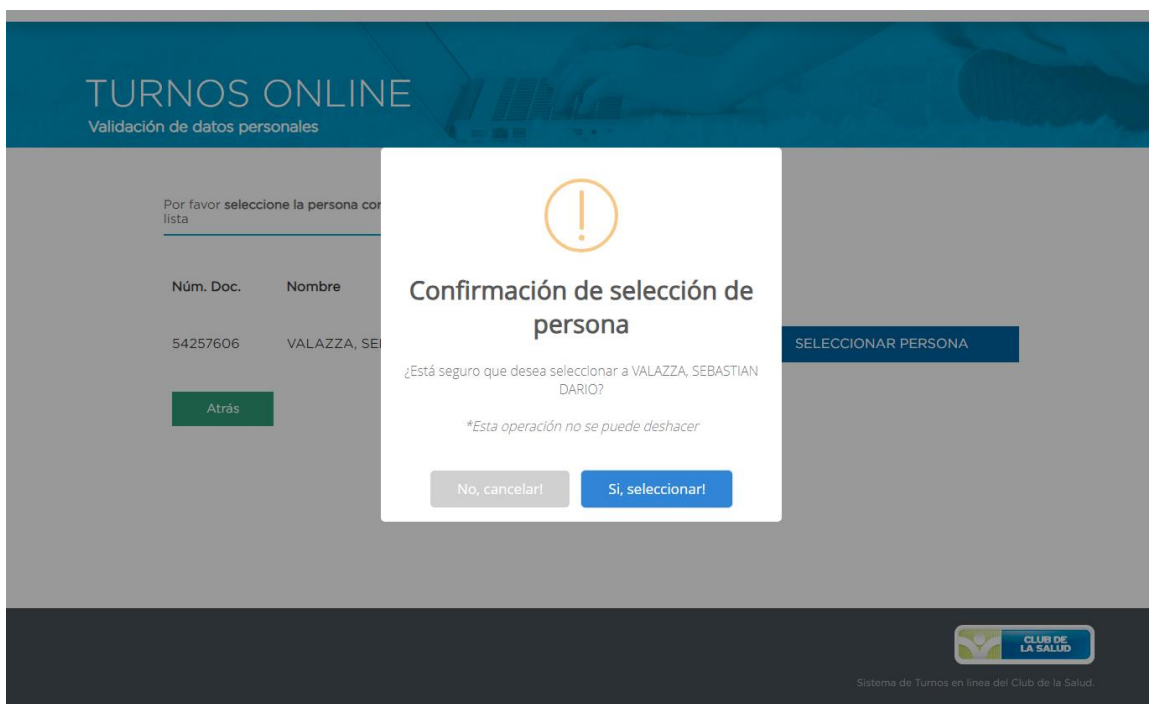 TURNOS ONLINE
Validación de datos personales
Por favor seleccione la persona cor
lista
Núm. Doc. Nombre
54257606 VALAZZA, SE
SELECCIONAR PERSONA
Atrás
Confirmación de selección de
persona
¿Está seguro que desea seleccionar a VALAZZA, SEBASTIAN
DARIO?
*Esta operación no se puede deshacer
No, cancelar! Si, seleccionar!
CLUB DE
LA SALUD
Sistema de Turnos en linea del Club de la Salud.